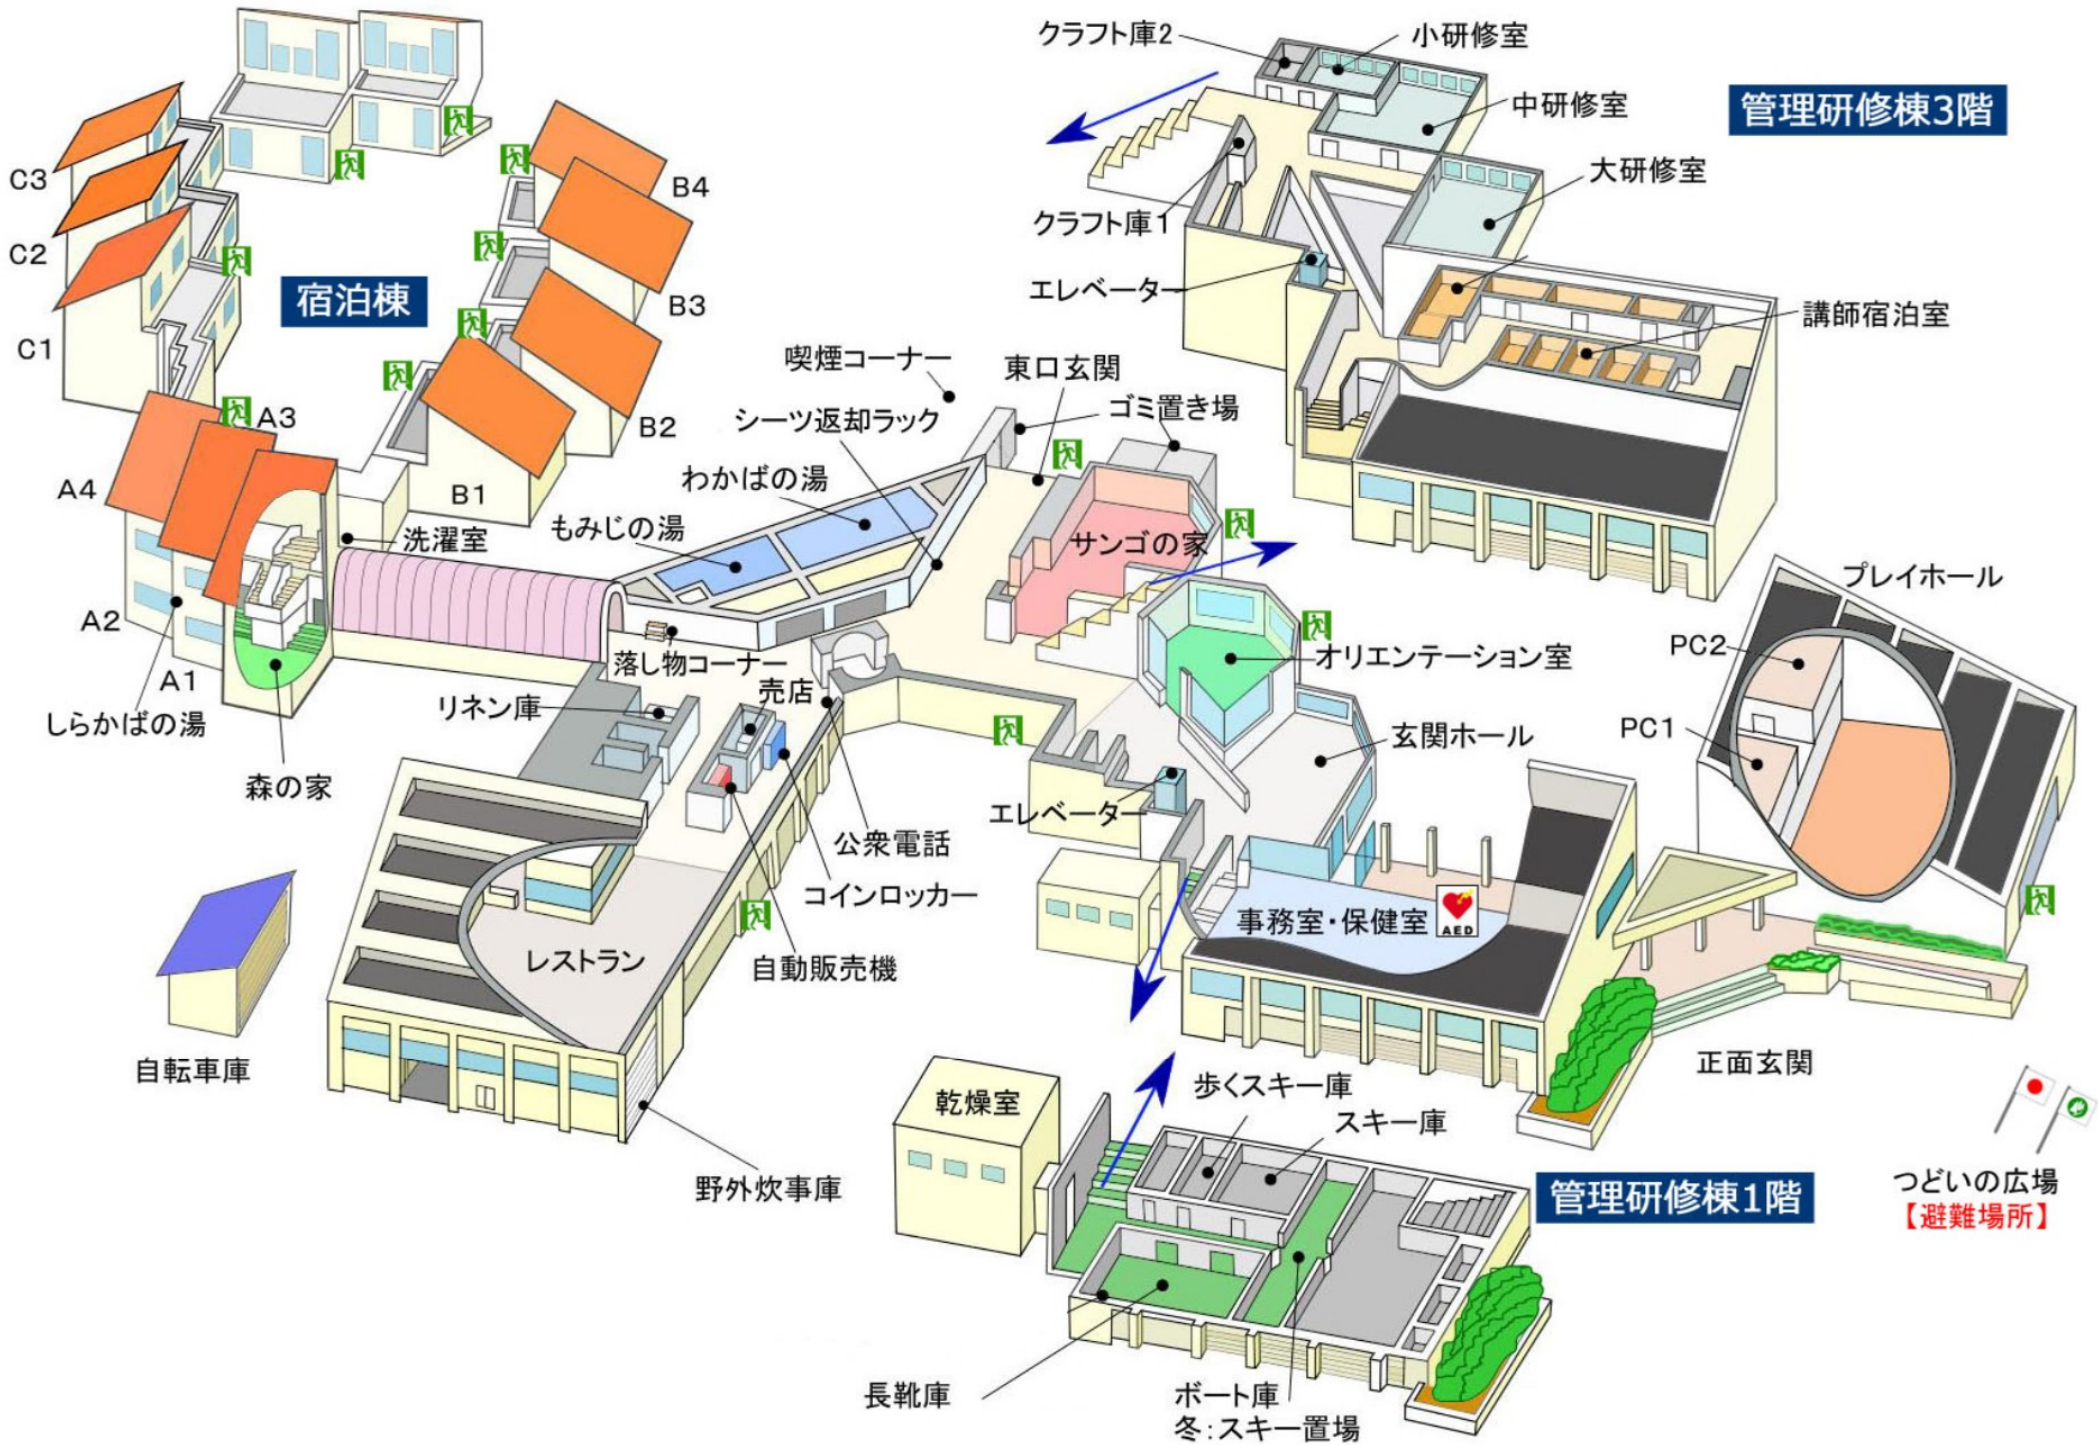 クラフト庫2
小研修室
中研修室
管理研修棟3階
大研修室
クラフト庫1
エレベーター
講師宿泊室
C3
C2
C1
宿泊棟
B4
B3
B2
B1
A3
A4
A2
A1
喫煙コーナー
東口玄関
ゴミ置き場
シーツ返却ラック
わかばの湯
もみじの湯
洗濯室
サンゴの家
プレイホール
PC2
PC1
オリエンテーション室
落し物コーナー
売店
リネン庫
しらかばの湯
森の家
玄関ホール
エレベーター
公衆電話
コインロッカー
自動販売機
レストラン
事務室・保健室
AED
自転車庫
正面玄関
野外炊事庫
乾燥室
歩くスキー庫
スキー庫
管理研修棟1階
つどいの広場
【避難場所】
長靴庫
ボート庫
冬:スキー置場